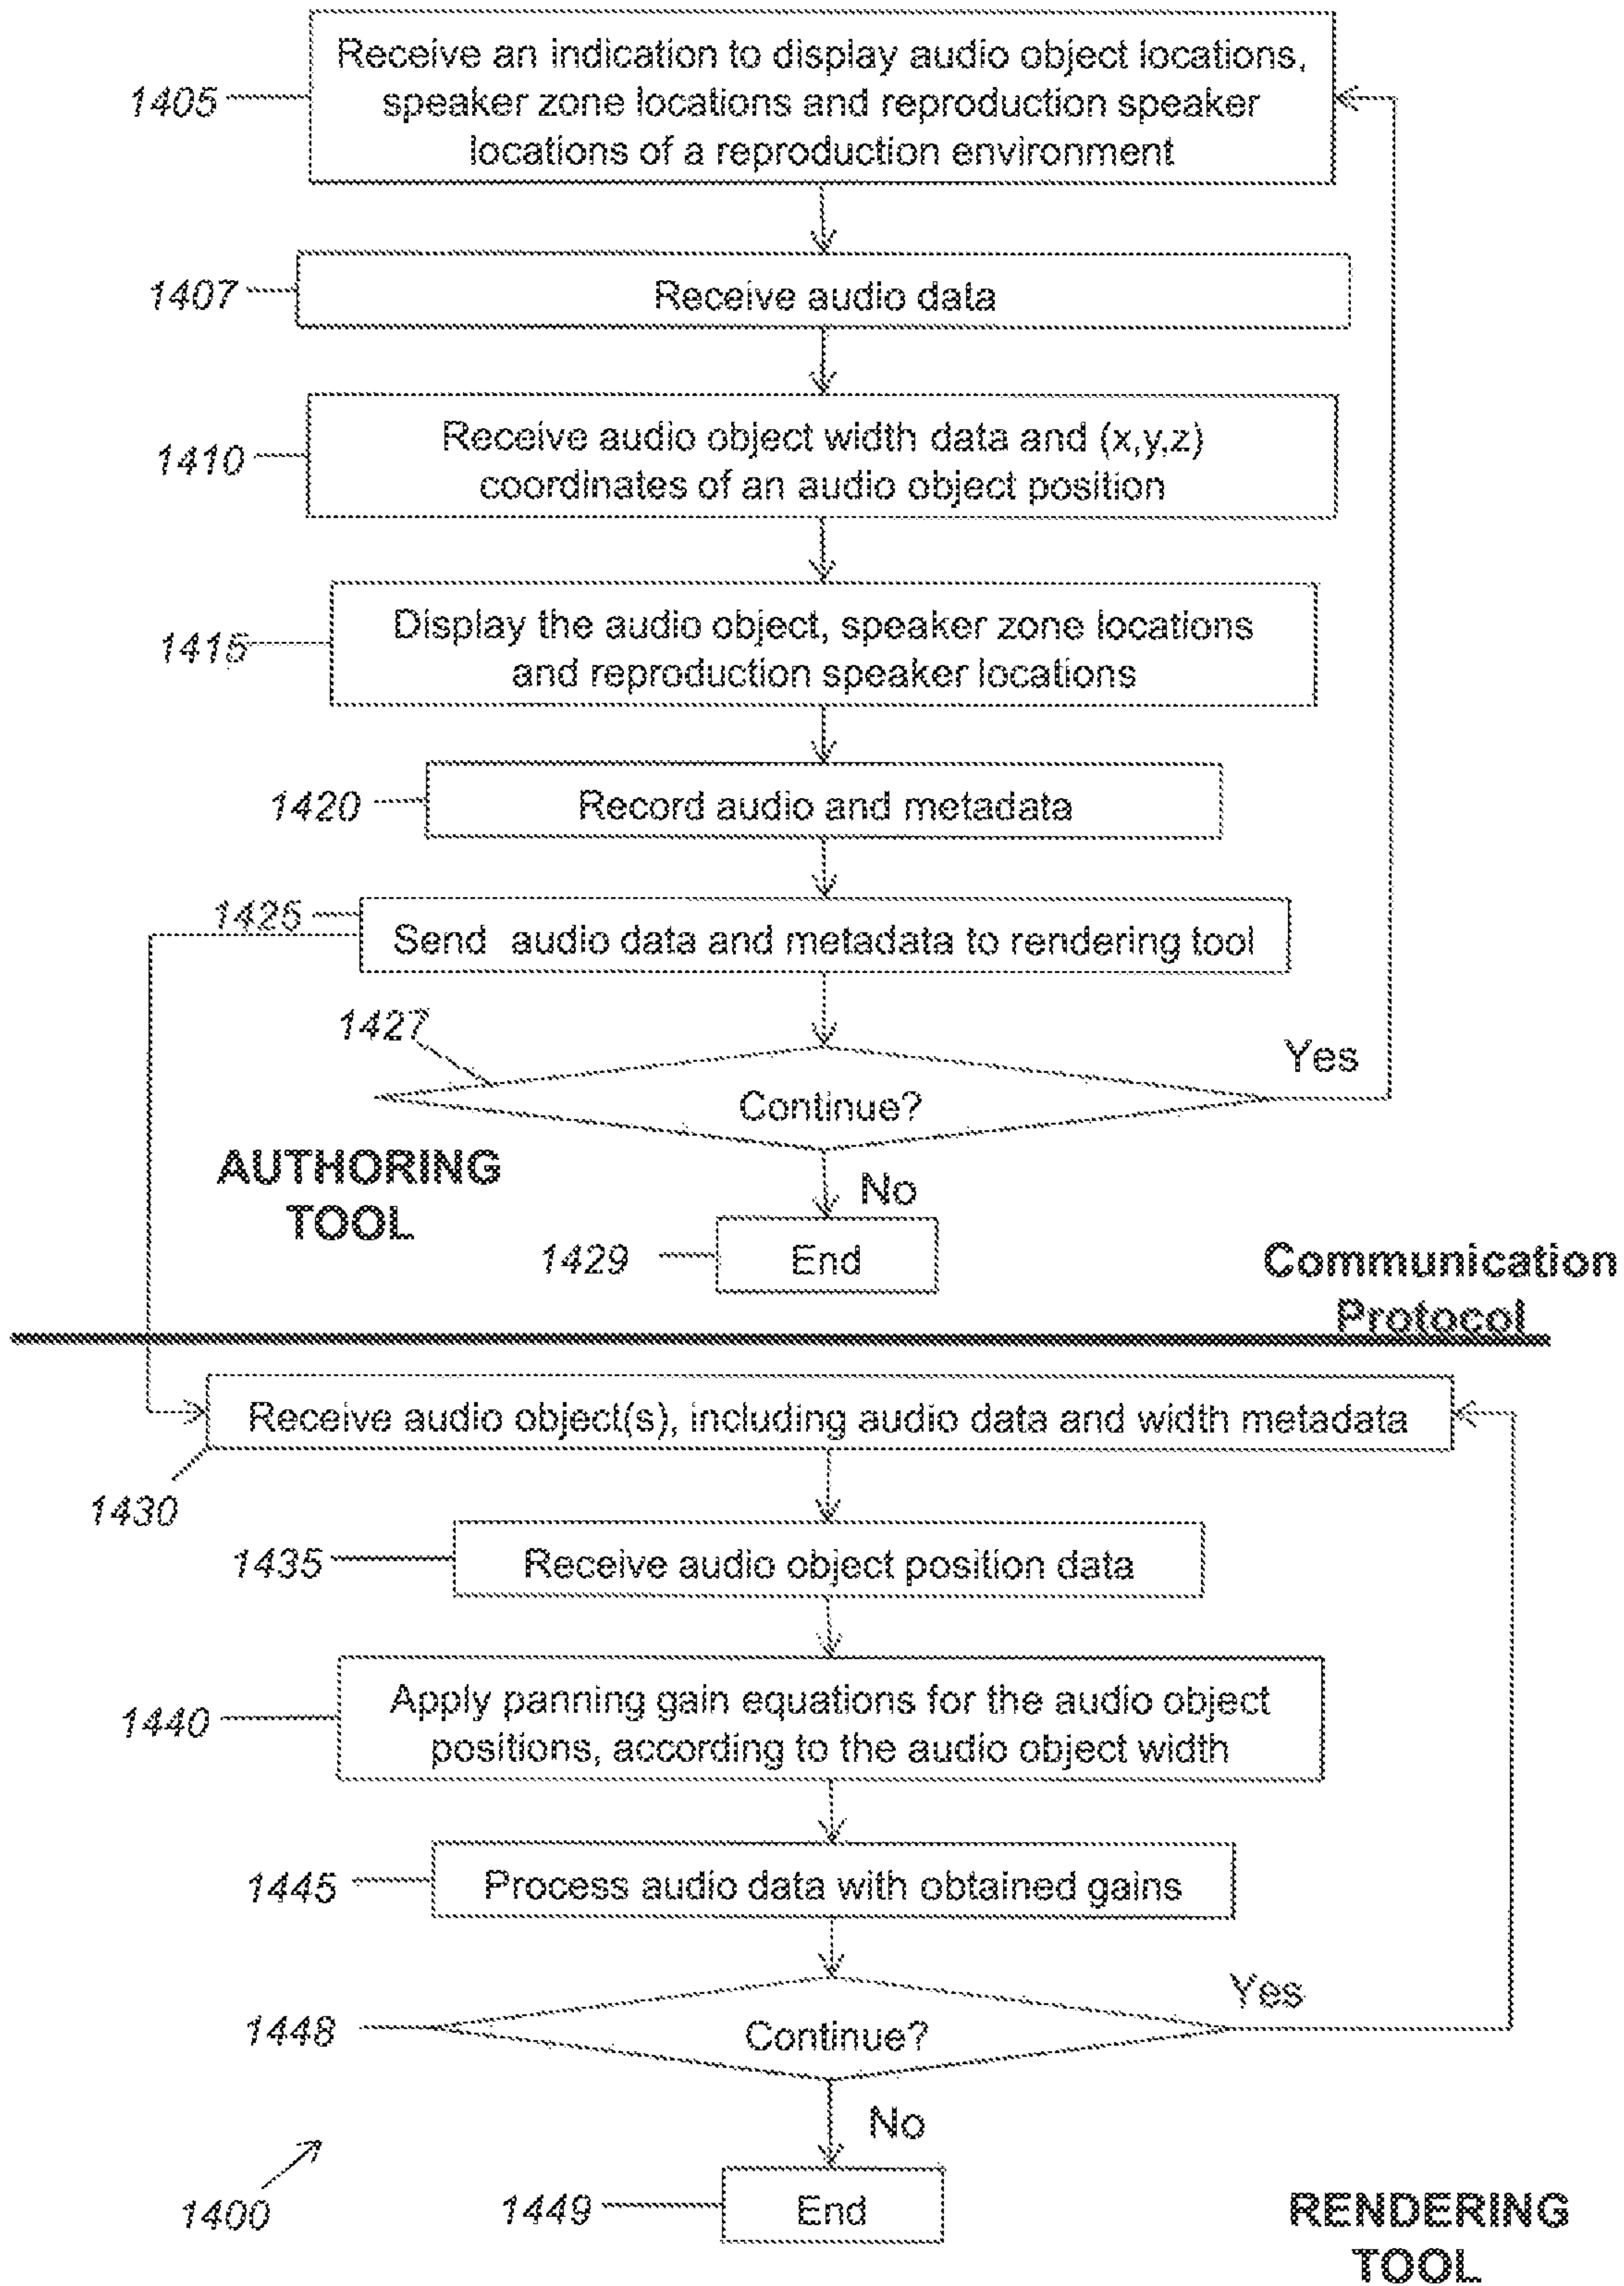 Receive an indication to display audio object locations,
speaker zone locations and reproduction speaker
locations of a reproduction environment
1405
Receive audio data
1407
Receive audio object width data and (x,y,z)
coordinates of an audio object position
1410
Display the audio object, speaker zone locations
and reproduction speaker locations
1415
Record audio and metadata
1420
1425
Send audio data and metadata to rendering tool
1427
Yes
Continue?
AUTHORING
TOOL
No
1429
End
Communication
Protocol
Receive audio object(s), including audio data and width metadata
1430
1435
Receive audio object position data
Apply panning gain equations for the audio object
positions, according to the audio object width
1440
1445
Process audio data with obtained gains
Yes
1448
Continue?
No
1400
1449
End
RENDERING
TOOL